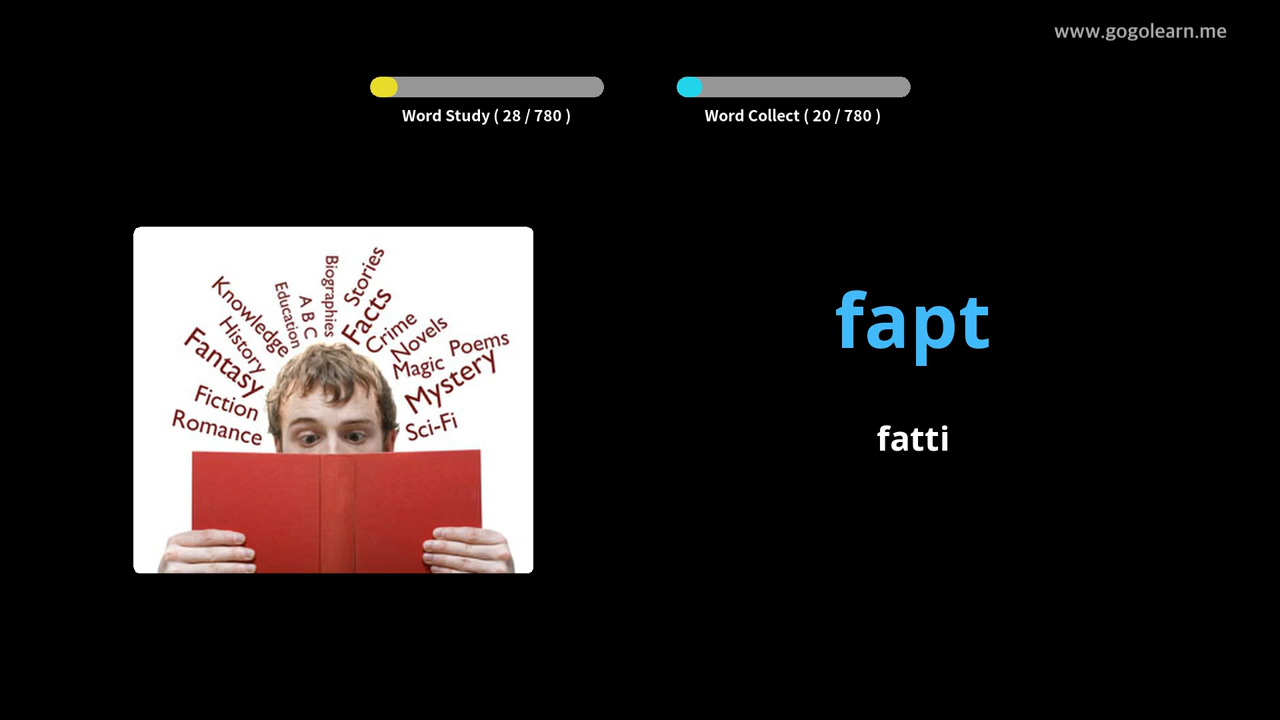 www.gogolearn.me
Word Study ( 28 / 780 )
Word Collect ( 20 / 780 )
Biographies
Stories
Education
A B C
Facts
Knowledge
Crime
History
Novels
Poems
Fantasy
Magic
Mystery
Fiction
Romance
Sci-Fi
fapt
fatti